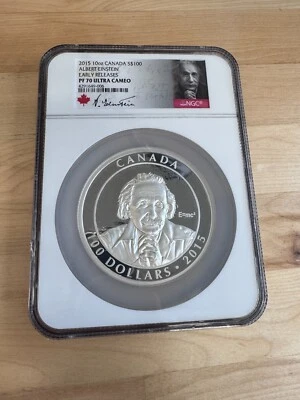 2015 10oz CANADA S$100
ALBERT EINSTEIN
EARLY RELEASES
PF 70 ULTRA CAMEO
NGC
CANADA
E=mc²
100 DOLLARS • 2015